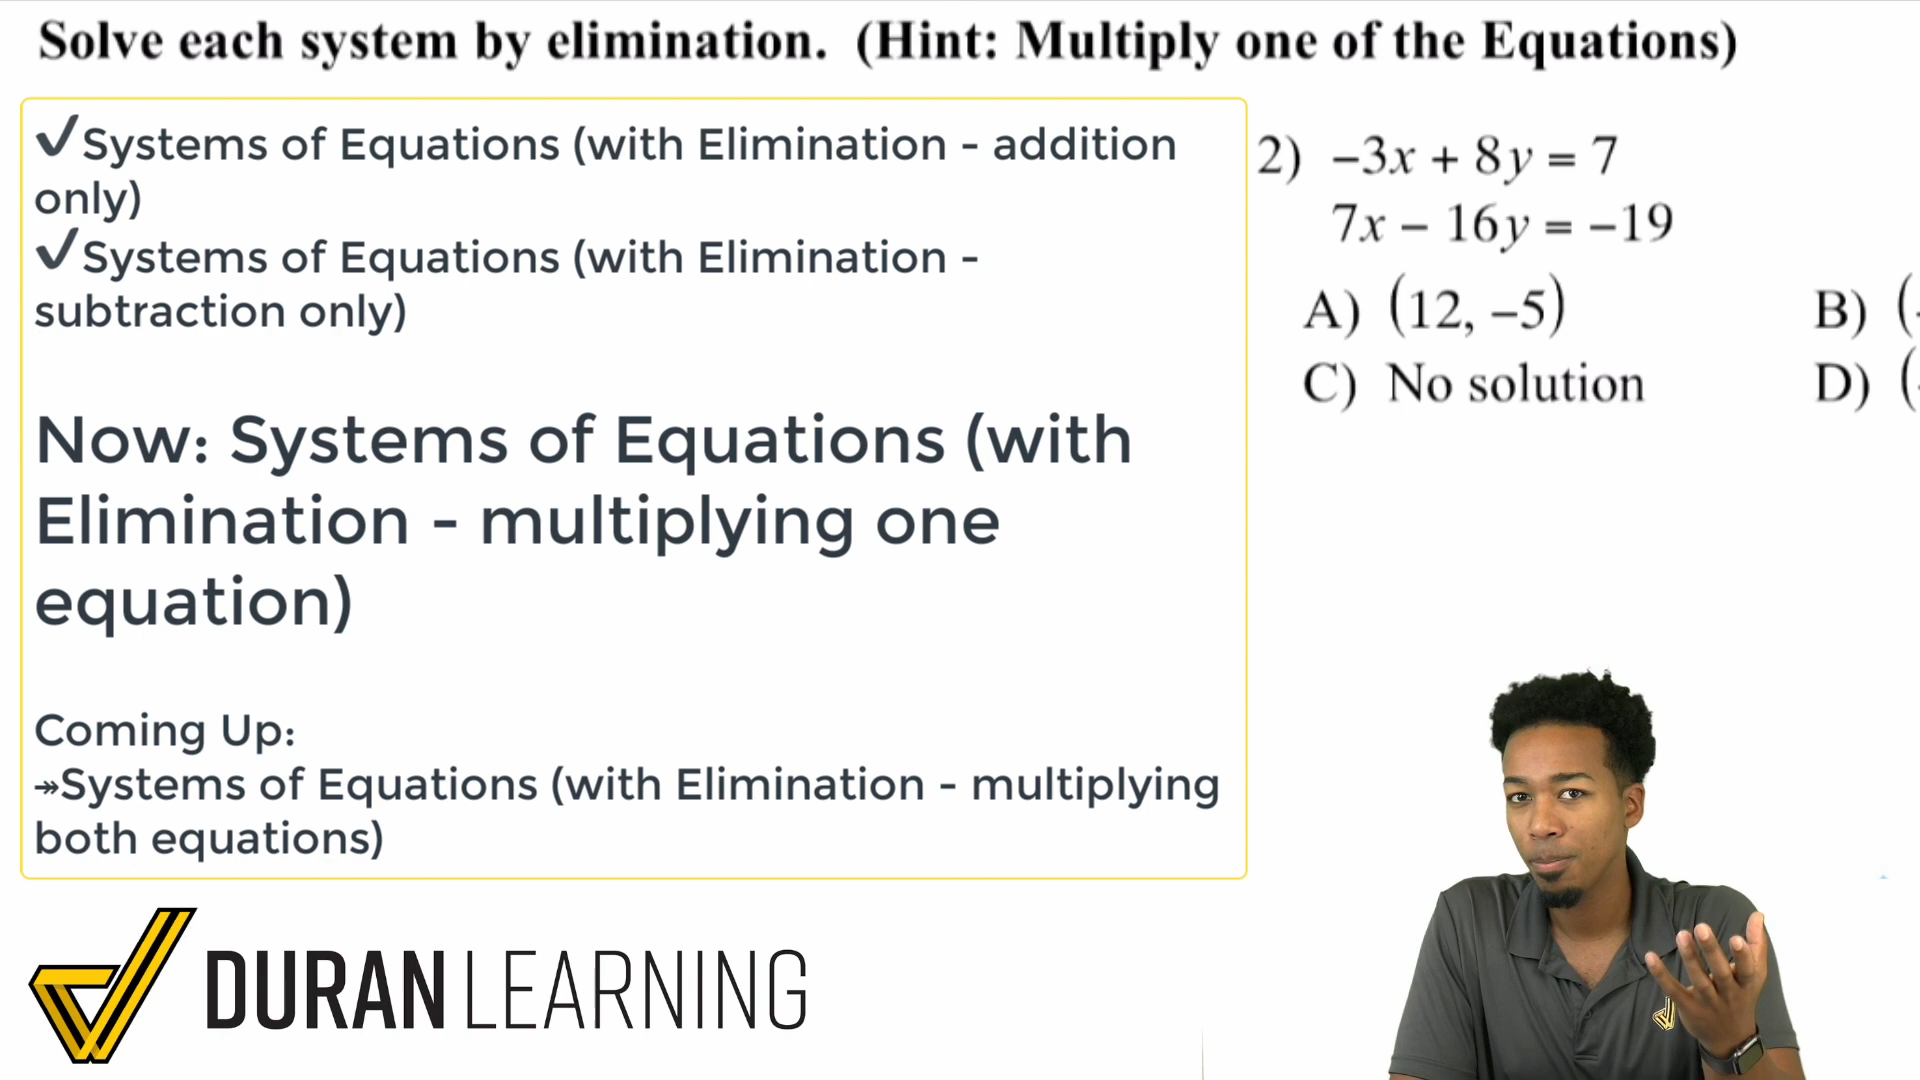 Solve each system by elimination. (Hint: Multiply one of the Equations)
✓Systems of Equations (with Elimination - addition
only)
✓Systems of Equations (with Elimination -
subtraction only)
Now: Systems of Equations (with
Elimination - multiplying one
equation)
Coming Up:
↠Systems of Equations (with Elimination - multiplying
both equations)
2) −3x + 8y = 7
7x − 16y = −19
A) (12, −5)
B) (
C) No solution
D) (
DURAN LEARNING